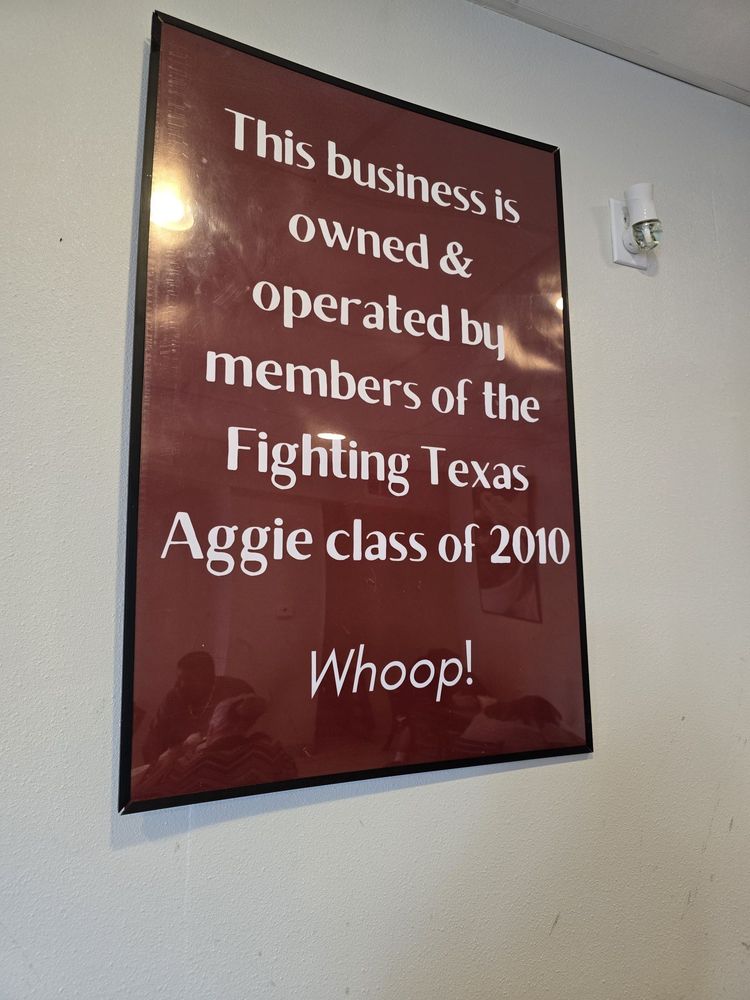 This business is
owned &
operated by
members of the
Fighting Texas
Aggie class of 2010
Whoop!